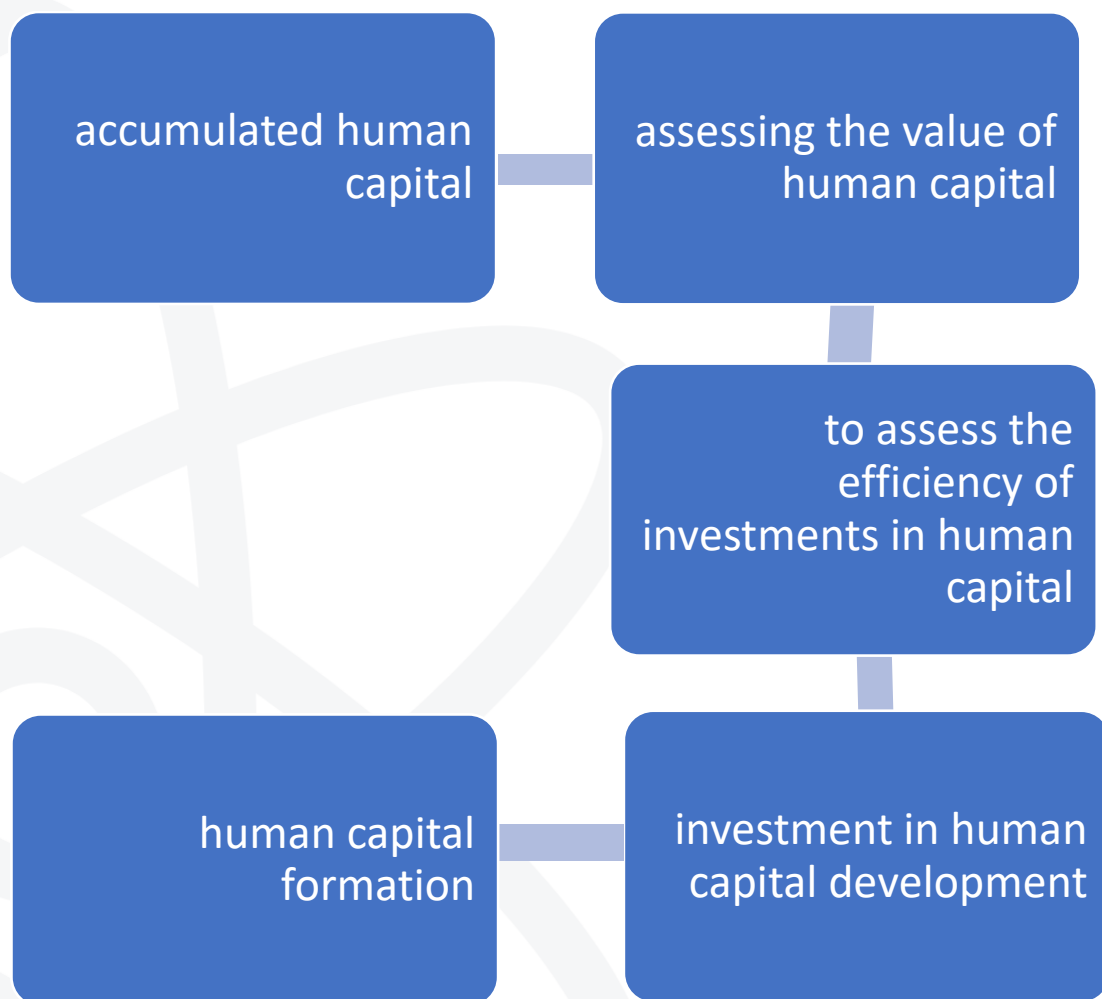 accumulated human
capital
assessing the value of
human capital
to assess the
efficiency of
investments in human
capital
investment in human
capital development
human capital
formation